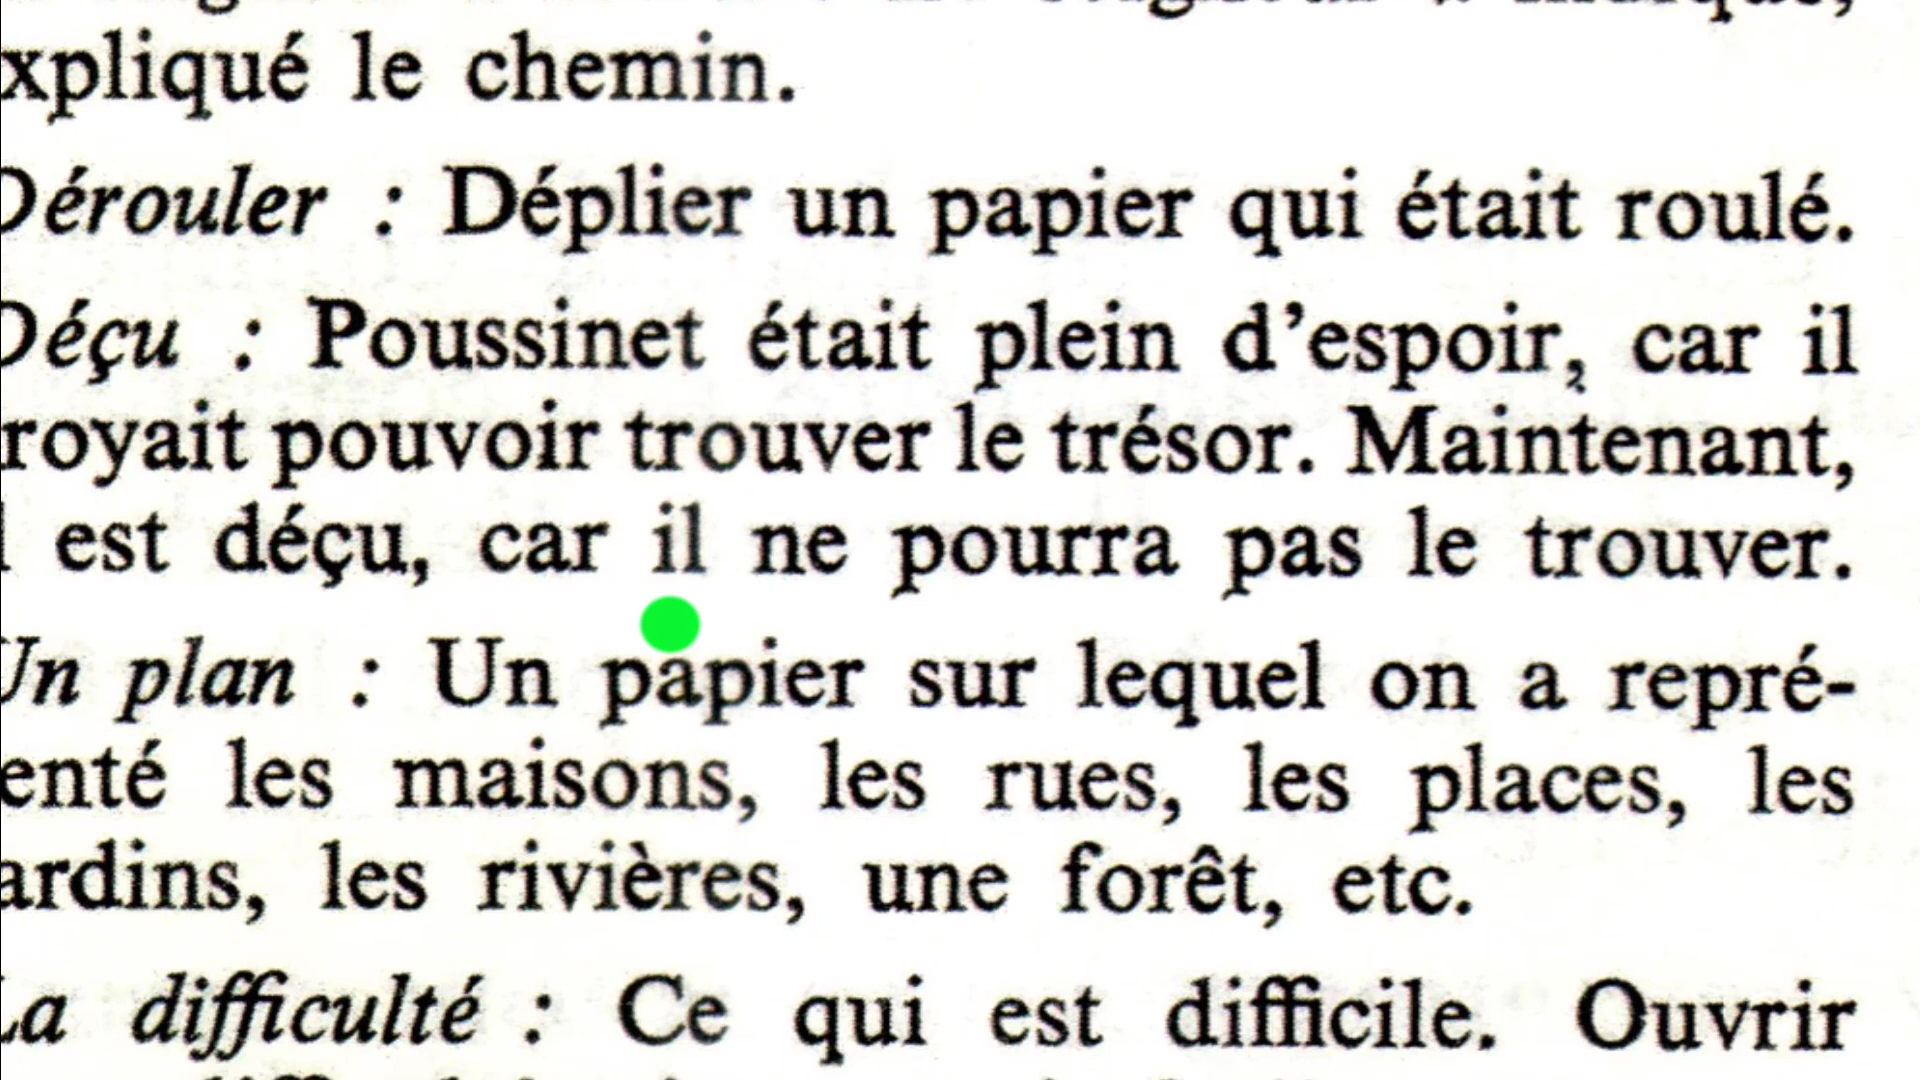 xpliqué le chemin.
Dérouler : Déplier un papier qui était roulé.
Déçu : Poussinet était plein d'espoir, car il
royait pouvoir trouver le trésor. Maintenant,
l est déçu, car il ne pourra pas le trouver.
Un plan : Un papier sur lequel on a repré-
enté les maisons, les rues, les places, les
ardins, les rivières, une forêt, etc.
La difficulté : Ce qui est difficile. Ouvrir